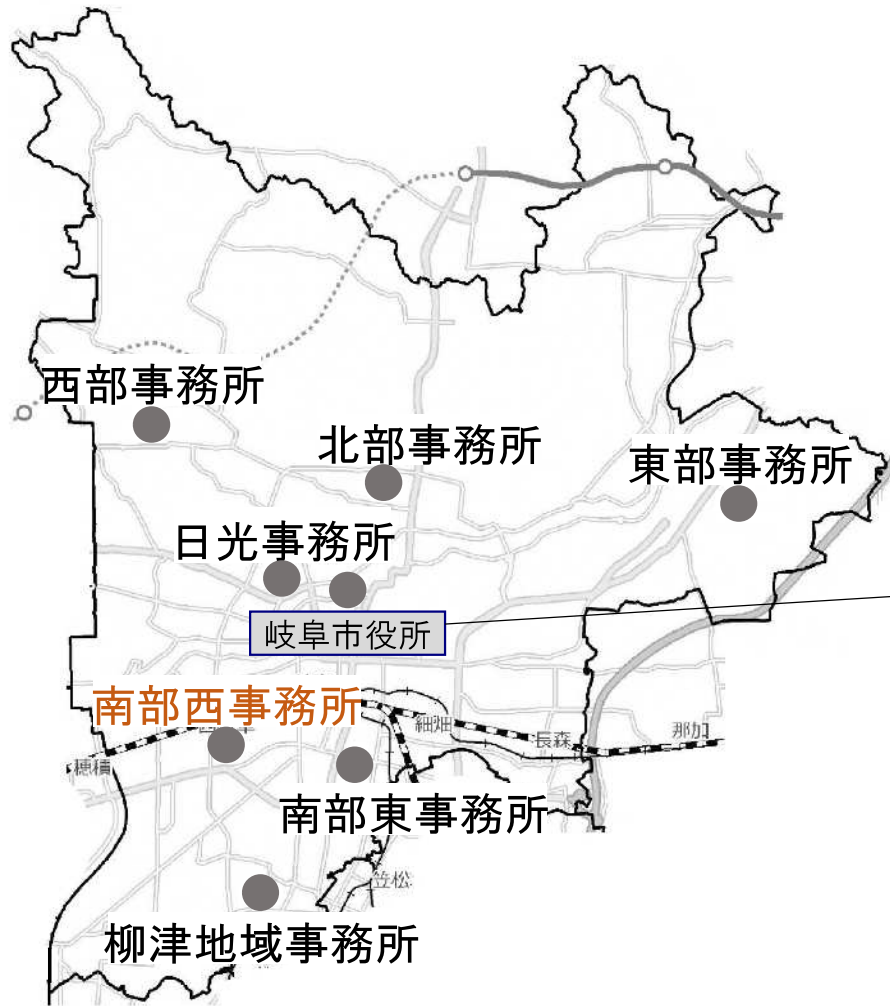 西部事務所
北部事務所
東部事務所
日光事務所
岐阜市役所
南部西事務所
細畑
長森
那加
穂積
南部東事務所
笠松
柳津地域事務所